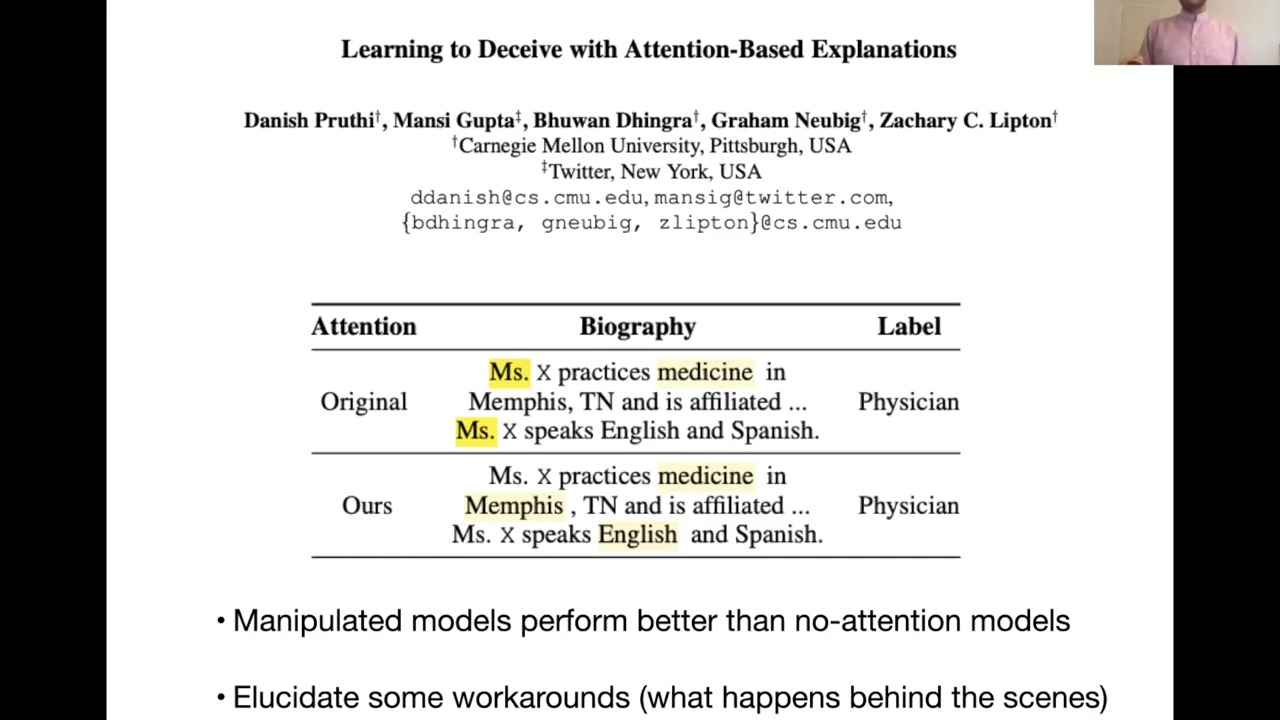 Learning to Deceive with Attention-Based Explanations
Danish Pruthi†, Mansi Gupta‡, Bhuwan Dhingra†, Graham Neubig†, Zachary C. Lipton†
†Carnegie Mellon University, Pittsburgh, USA
‡Twitter, New York, USA
ddanish@cs.cmu.edu, mansig@twitter.com,
{bdhingra, gneubig, zlipton}@cs.cmu.edu
Attention Biography Label
Ms. X practices medicine in
Original Memphis, TN and is affiliated ... Physician
Ms. X speaks English and Spanish.
Ms. X practices medicine in
Ours Memphis , TN and is affiliated ... Physician
Ms. X speaks English and Spanish.
• Manipulated models perform better than no-attention models
• Elucidate some workarounds (what happens behind the scenes)